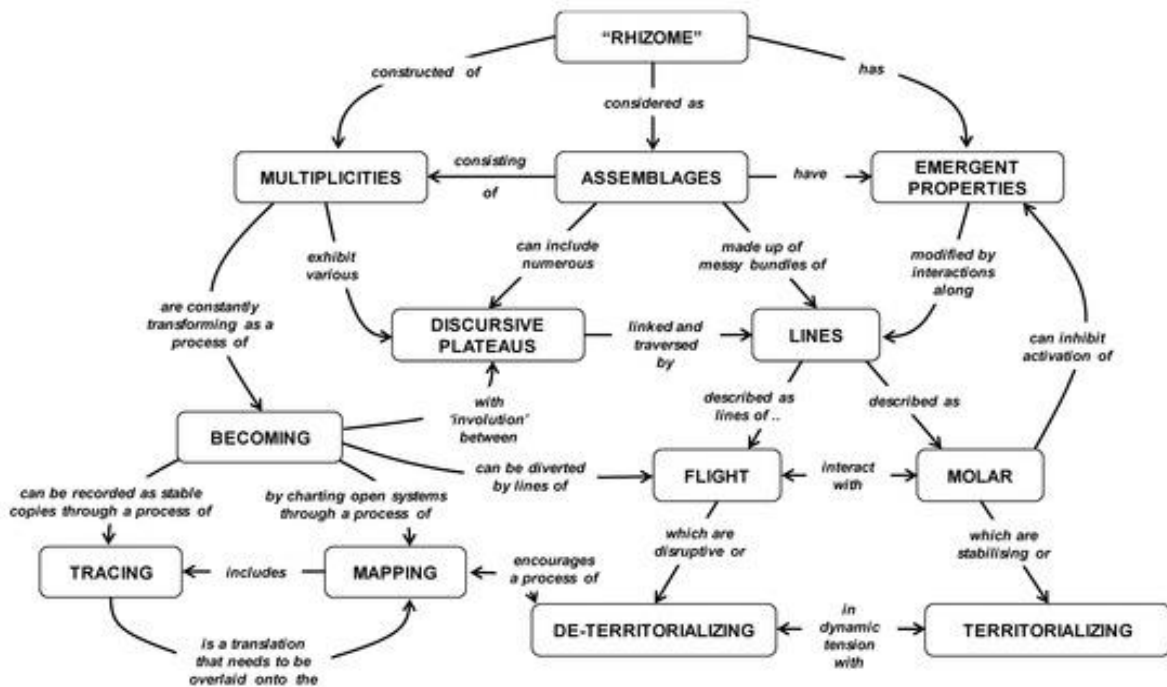 “RHIZOME”
constructed of
has
considered as
MULTIPLICITIES
consisting
of
ASSEMBLAGES
have
EMERGENT
PROPERTIES
exhibit
various
can include
numerous
made up of
messy bundles of
modified by
interactions
along
are constantly
transforming as a
process of
DISCURSIVE
PLATEAUS
linked and
traversed
by
LINES
can inhibit
activation of
with
‘involution’
between
described as
lines of ..
described as
BECOMING
can be diverted
by lines of
FLIGHT
interact
with
MOLAR
can be recorded as stable
copies through a process of
by charting open systems
through a process of
which are
disruptive or
which are
stabilising or
TRACING
includes
MAPPING
encourages
a process of
DE-TERRITORIALIZING
in
dynamic
tension
with
TERRITORIALIZING
is a translation
that needs to be
overlaid onto the